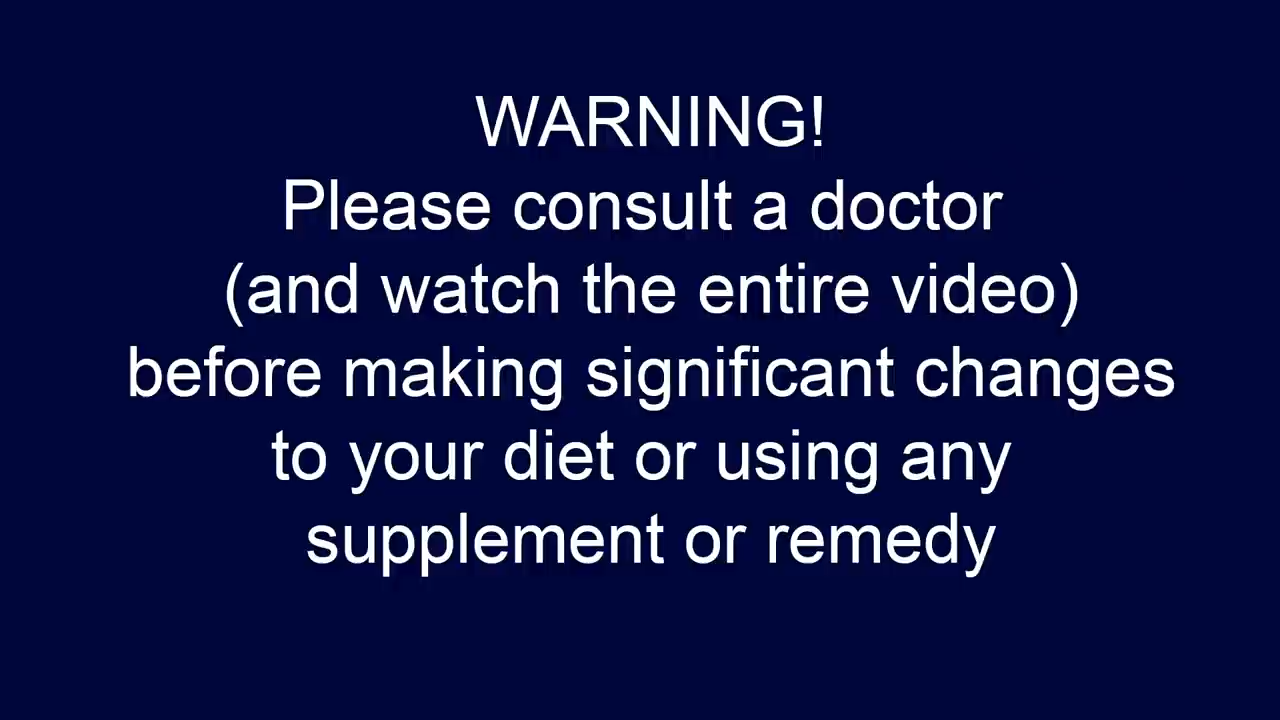 WARNING!
Please consult a doctor
(and watch the entire video)
before making significant changes
to your diet or using any
supplement or remedy